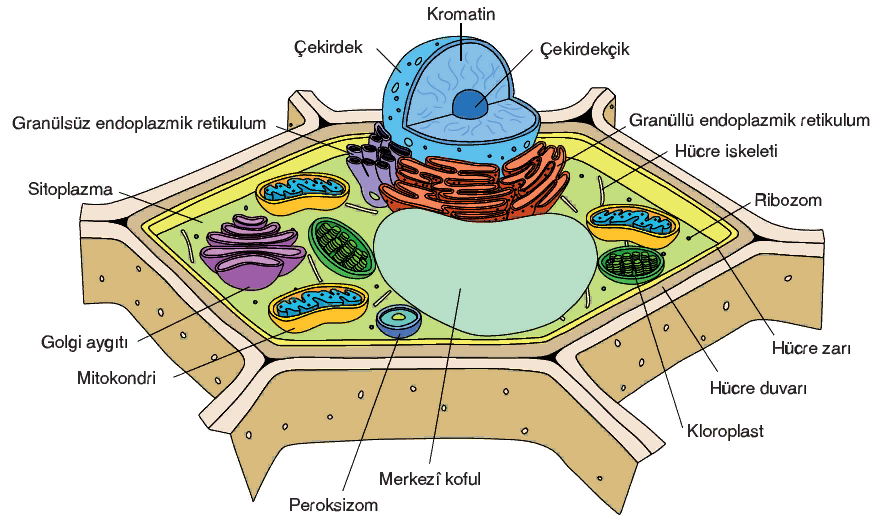 Kromatin
Çekirdek
Çekirdekçik
Granülsüz endoplazmik retikulum
Granüllü endoplazmik retikulum
Hücre iskeleti
Sitoplazma
Ribozom
Golgi aygıtı
Hücre zarı
Mitokondri
Hücre duvarı
Kloroplast
Merkezî koful
Peroksizom